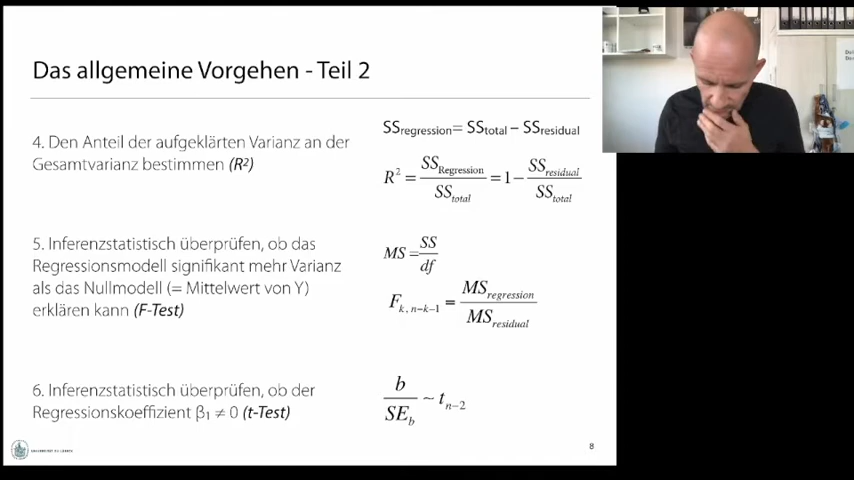 Das allgemeine Vorgehen - Teil 2
4. Den Anteil der aufgeklärten Varianz an der
Gesamtvarianz bestimmen (R²)
SSregression= SStotal – SSresidual
R² = SSRegression / SStotal = 1 − SSresidual / SStotal
5. Inferenzstatistisch überprüfen, ob das
Regressionsmodell signifikant mehr Varianz
als das Nullmodell (= Mittelwert von Y)
erklären kann (F-Test)
MS = SS / df
Fk, n−k−1 = MSregression / MSresidual
6. Inferenzstatistisch überprüfen, ob der
Regressionskoeffizient β₁ ≠ 0 (t-Test)
b / SEb ~ tn−2
8